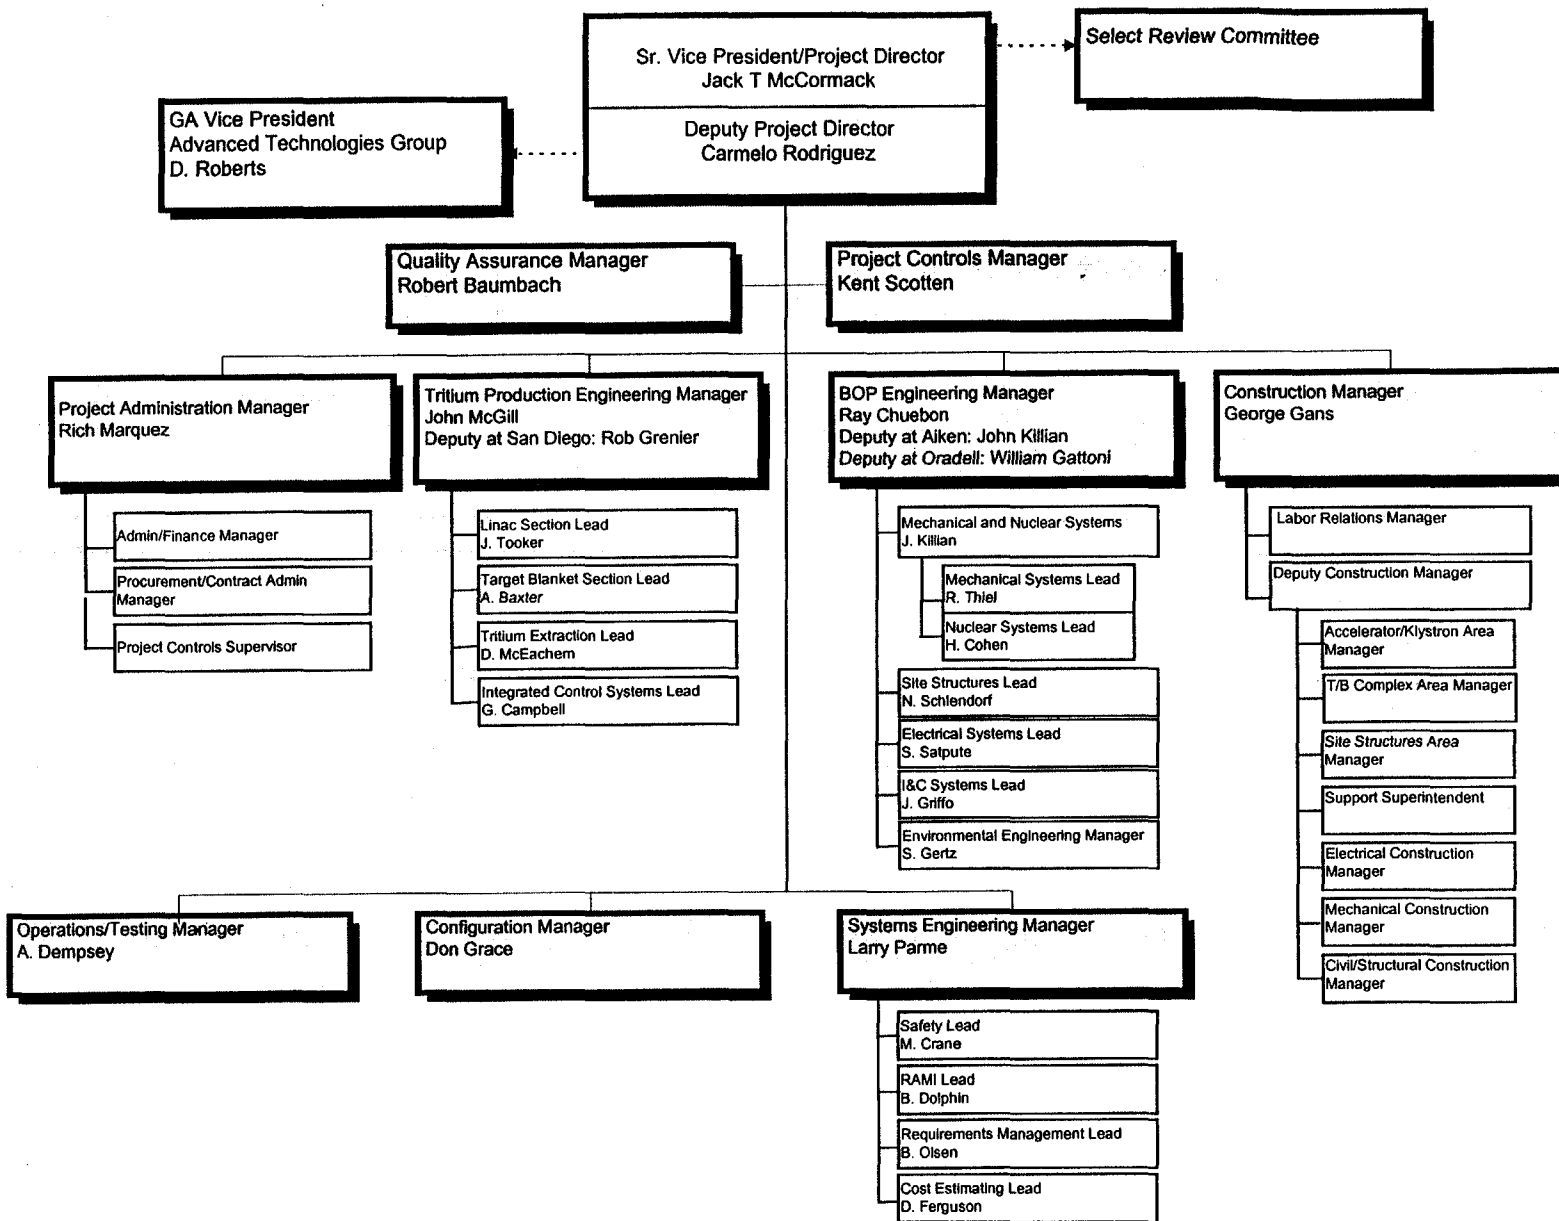 Sr. Vice President/Project Director
Jack T McCormack
Deputy Project Director
Carmelo Rodriguez
Select Review Committee
GA Vice President
Advanced Technologies Group
D. Roberts
Quality Assurance Manager
Robert Baumbach
Project Controls Manager
Kent Scotten
Project Administration Manager
Rich Marquez
Admin/Finance Manager
Procurement/Contract Admin
Manager
Project Controls Supervisor
Tritium Production Engineering Manager
John McGill
Deputy at San Diego: Rob Grenier
Linac Section Lead
J. Tooker
Target Blanket Section Lead
A. Baxter
Tritium Extraction Lead
D. McEachern
Integrated Control Systems Lead
G. Campbell
BOP Engineering Manager
Ray Chuebon
Deputy at Aiken: John Killian
Deputy at Oradell: William Gattoni
Mechanical and Nuclear Systems
J. Killian
Mechanical Systems Lead
R. Thiel
Nuclear Systems Lead
H. Cohen
Site Structures Lead
N. Schlendorf
Electrical Systems Lead
S. Satpute
I&C Systems Lead
J. Griffo
Environmental Engineering Manager
S. Gertz
Construction Manager
George Gans
Labor Relations Manager
Deputy Construction Manager
Accelerator/Klystron Area
Manager
T/B Complex Area Manager
Site Structures Area
Manager
Support Superintendent
Electrical Construction
Manager
Mechanical Construction
Manager
Civil/Structural Construction
Manager
Operations/Testing Manager
A. Dempsey
Configuration Manager
Don Grace
Systems Engineering Manager
Larry Parme
Safety Lead
M. Crane
RAMI Lead
B. Dolphin
Requirements Management Lead
B. Olsen
Cost Estimating Lead
D. Ferguson